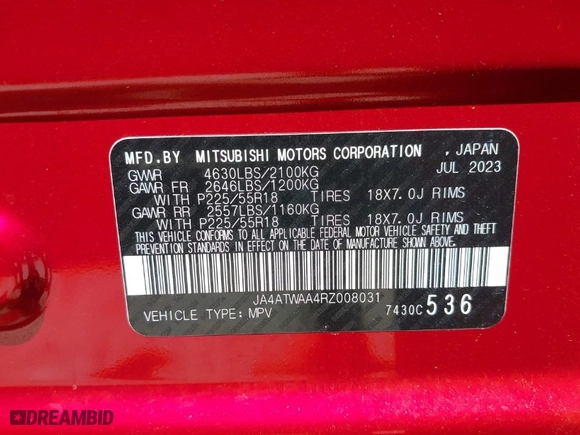 MFD.BY MITSUBISHI MOTORS CORPORATION , JAPAN
GVWR 4630LBS/2100KG JUL 2023
GAWR FR 2646LBS/1200KG
WITH P225/55R18 TIRES 18X7.0J RIMS
GAWR RR 2557LBS/1160KG
WITH P225/55R18 TIRES 18X7.0J RIMS
THIS VEHICLE CONFORMS TO ALL APPLICABLE FEDERAL MOTOR VEHICLE SAFETY AND THEFT
PREVENTION STANDARDS IN EFFECT ON THE DATE OF MANUFACTURE SHOWN ABOVE.
JA4ATWAA4RZ008031
VEHICLE TYPE: MPV 7430C 536
DREAMBID